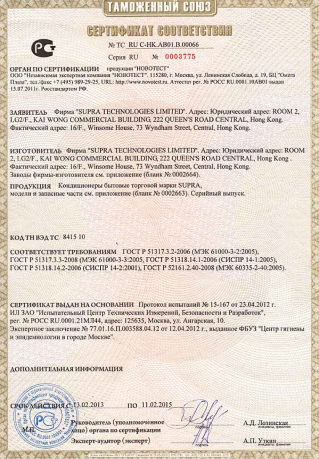 ТАМОЖЕННЫЙ СОЮЗ
СЕРТИФИКАТ СООТВЕТСТВИЯ
№ ТС RU C-HK.АВ01.В.00066
Серия RU № 0003775
ОРГАН ПО СЕРТИФИКАЦИИ продукции "НОВОТЕСТ"
ООО "Независимая экспертная компания "НОВОТЕСТ", 115280, г. Москва, ул. Ленинская Слобода, д. 19, БЦ "Омега
Плаза", тел./факс +7 (495) 989-29-25, http://www.novotest.ru. Аттестат рег. № РОСС RU.0001.10АВ01 выдан
15.07.2011г. Росстандартом РФ.
ЗАЯВИТЕЛЬ Фирма "SUPRA TECHNOLOGIES LIMITED". Адрес: Юридический адрес: ROOM 2,
LG2/F., KAI WONG COMMERCIAL BUILDING, 222 QUEEN'S ROAD CENTRAL, Hong Kong.
Фактический адрес: 16/F., Winsome House, 73 Wyndham Street, Central, Hong Kong.
ИЗГОТОВИТЕЛЬ Фирма "SUPRA TECHNOLOGIES LIMITED". Адрес: Юридический адрес: ROOM
2, LG2/F., KAI WONG COMMERCIAL BUILDING, 222 QUEEN'S ROAD CENTRAL, Hong Kong.
Фактический адрес: 16/F., Winsome House, 73 Wyndham Street, Central, Hong Kong.
Заводы фирмы-изготовителя см. приложение (бланк № 0002664).
ПРОДУКЦИЯ Кондиционеры бытовые торговой марки SUPRA,
модели и запасные части см. приложение (бланк № 0002663). Серийный выпуск.
КОД ТН ВЭД ТС 8415 10
СООТВЕТСТВУЕТ ТРЕБОВАНИЯМ ГОСТ Р 51317.3.2-2006 (МЭК 61000-3-2:2005),
ГОСТ Р 51317.3.3-2008 (МЭК 61000-3-3:2005), ГОСТ Р 51318.14.1-2006 (СИСПР 14-1:2005),
ГОСТ Р 51318.14.2-2006 (СИСПР 14-2:2001), ГОСТ Р 52161.2.40-2008 (МЭК 60335-2-40:2005).
СЕРТИФИКАТ ВЫДАН НА ОСНОВАНИИ Протокол испытаний № 15-167 от 23.04.2012 г.
ИЛ ЗАО "Испытательный Центр Технических Измерений, Безопасности и Разработок",
рег. № РОСС RU.0001.21МЛ44, адрес: 125635, Москва, ул. Ангарская, 10.
Экспертное заключение № 77.01.16.П.003588.04.12 от 12.04.2012 г., выданное ФБУЗ "Центр гигиены
и эпидемиологии в городе Москве".
ДОПОЛНИТЕЛЬНАЯ ИНФОРМАЦИЯ
СРОК ДЕЙСТВИЯ С 13.02.2013 ПО 11.02.2015
Руководитель (уполномоченное А.Д. Лопинская
лицо) органа по сертификации
Эксперт-аудитор (эксперт) А.П. Уткин